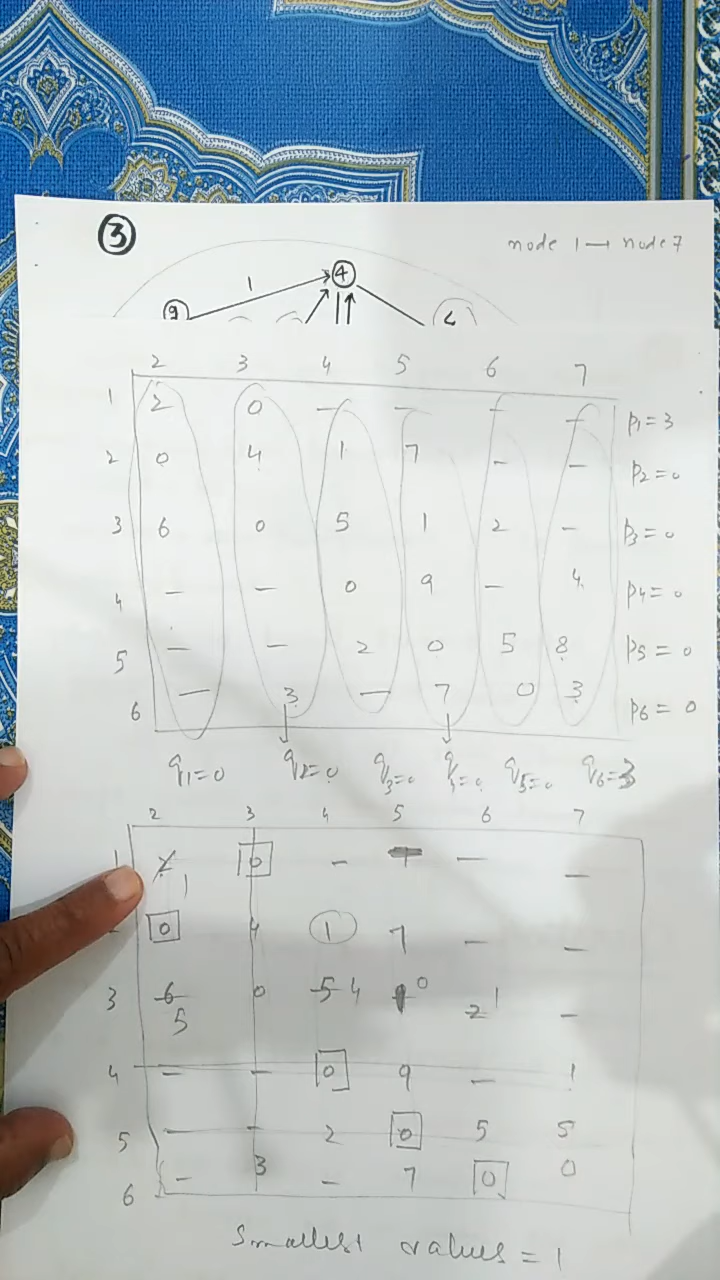 3
node 1 → node 7
1
4
2 3 4 5 6 7
1 2 0 — — — — p1 = 3
2 0 4 1 7 — — p2 = 0
3 6 0 5 1 2 — p3 = 0
4 — — 0 9 — 4 p4 = 0
5 — — 2 0 5 8 p5 = 0
6 — 3 — 7 0 3 p6 = 0
q1=0 q2=0 q3=0 q4=0 q5=0 q6=3
2 3 4 5 6 7
2 1 0 — — — —
0 4 1 7 — —
3 6 5 0 5 4 1 0 2 1 —
4 — — 0 9 — 1
5 — — 2 0 5 5
6 — 3 — 7 0 0
Smallest values = 1